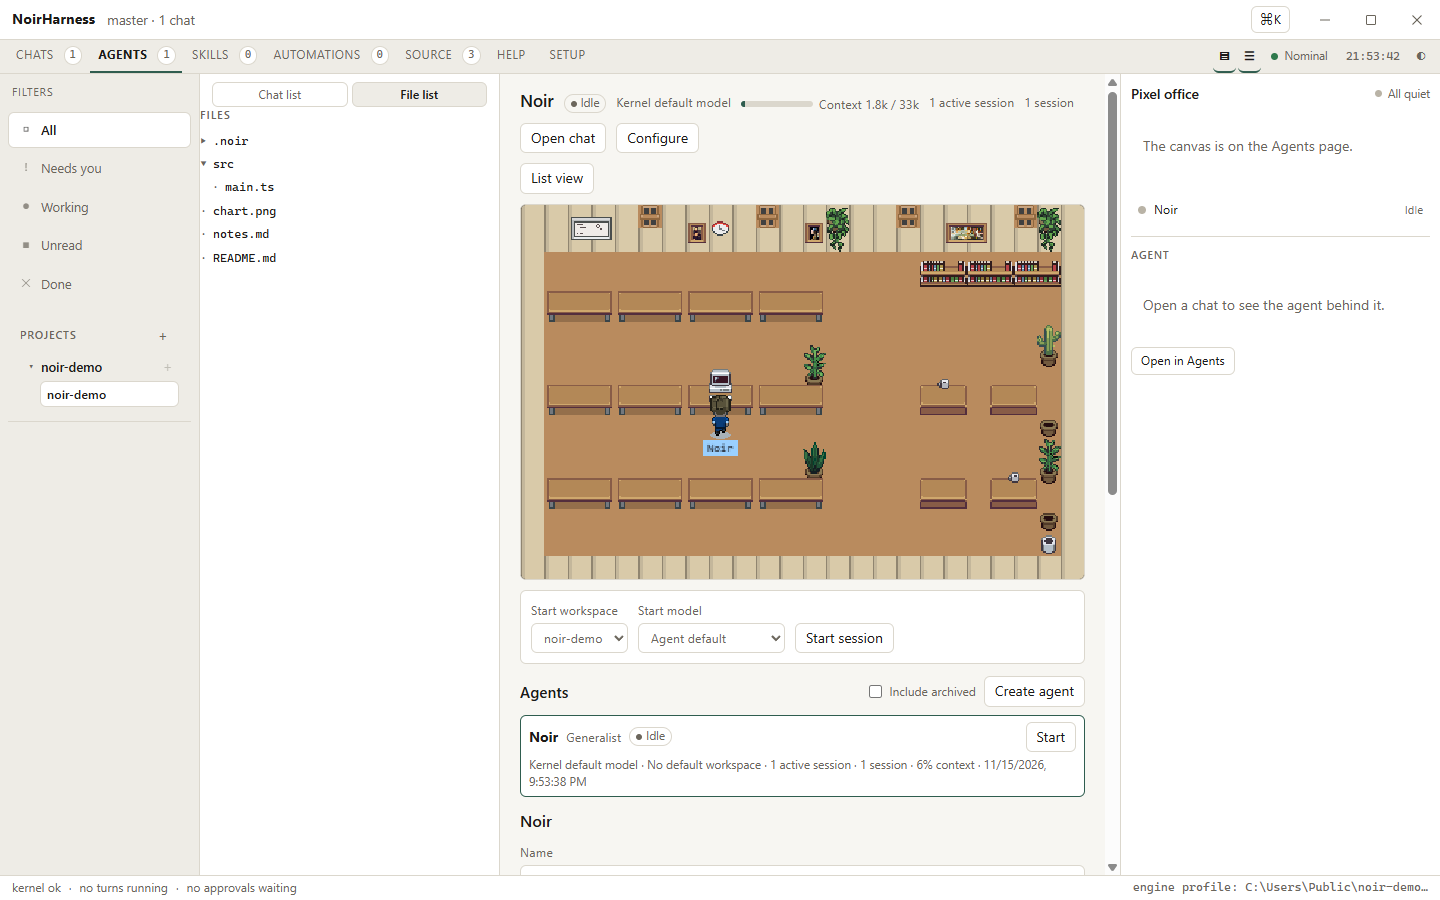 NoirHarness master · 1 chat ⌘K
CHATS 1 AGENTS 1 SKILLS 0 AUTOMATIONS 0 SOURCE 3 HELP SETUP Nominal 21:53:42
FILTERS
All
Needs you
Working
Unread
Done
PROJECTS +
noir-demo +
noir-demo
Chat list File list
FILES
.noir
src
main.ts
chart.png
notes.md
README.md
Noir Idle Kernel default model Context 1.8k / 33k 1 active session 1 session
Open chat Configure
List view
Noir
Start workspace Start model
noir-demo Agent default Start session
Agents Include archived Create agent
Noir Generalist Idle Start
Kernel default model · No default workspace · 1 active session · 1 session · 6% context · 11/15/2026,
9:53:38 PM
Noir
Name
Pixel office All quiet
The canvas is on the Agents page.
Noir Idle
AGENT
Open a chat to see the agent behind it.
Open in Agents
kernel ok · no turns running · no approvals waiting engine profile: C:\Users\Public\noir-demo…